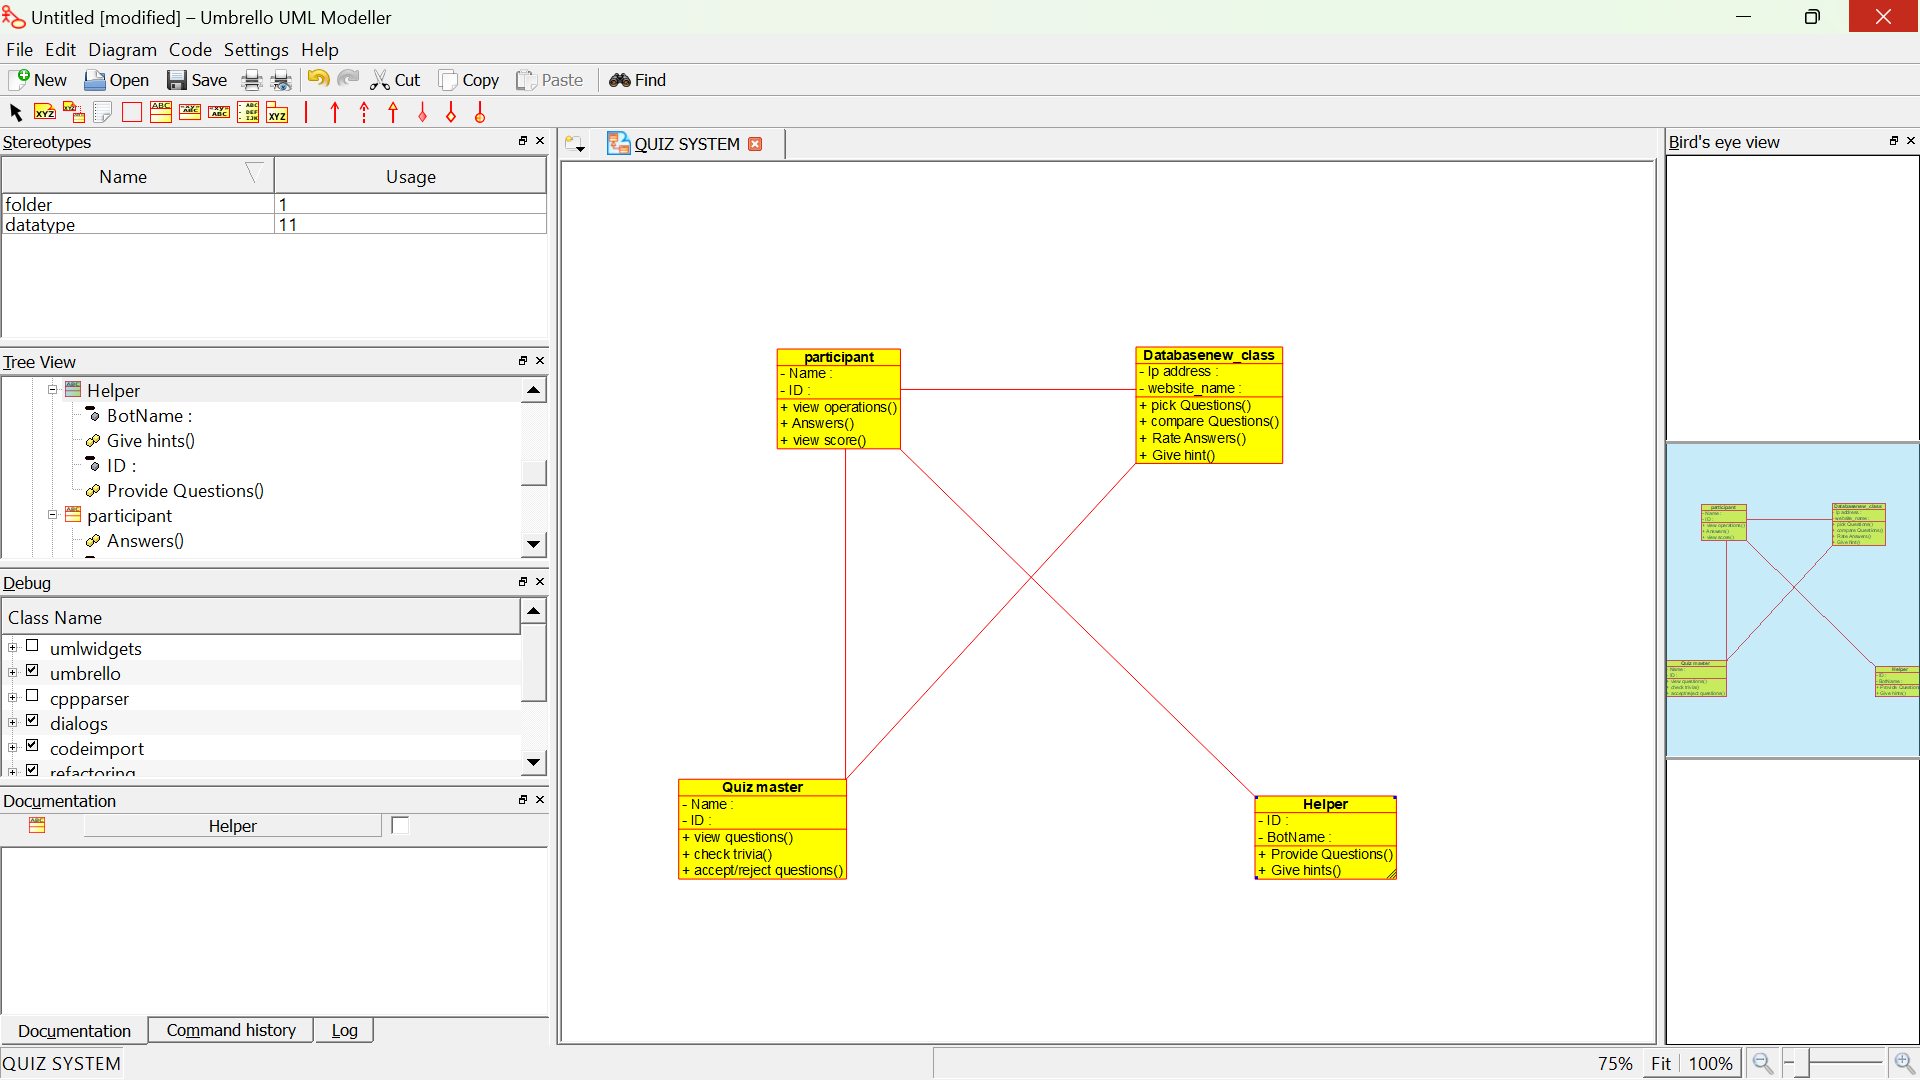 Untitled [modified] – Umbrello UML Modeller
File Edit Diagram Code Settings Help
New Open Save Cut Copy Paste Find
Stereotypes
Name Usage
folder 1
datatype 11
Tree View
Helper
BotName :
Give hints()
ID :
Provide Questions()
participant
Answers()
Debug
Class Name
umlwidgets
umbrello
cppparser
dialogs
codeimport
refactoring
Documentation
Helper
Documentation Command history Log
QUIZ SYSTEM
QUIZ SYSTEM
participant
- Name :
- ID :
+ view operations()
+ Answers()
+ view score()
Databasenew_class
- Ip address :
- website_name :
+ pick Questions()
+ compare Questions()
+ Rate Answers()
+ Give hint()
Quiz master
- Name :
- ID :
+ view questions()
+ check trivia()
+ accept/reject questions()
Helper
- ID :
- BotName :
+ Provide Questions()
+ Give hints()
Bird's eye view
75% Fit 100%